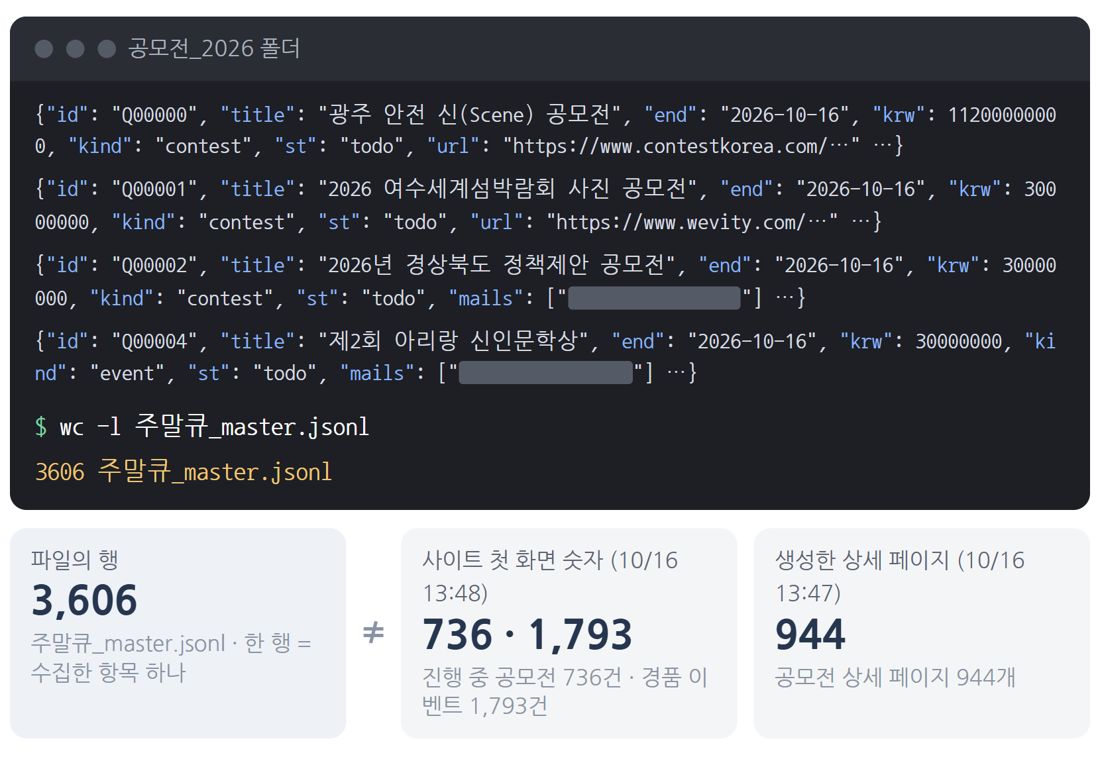 공모전_2026 폴더
{"id": "Q00000", "title": "광주 안전 신(Scene) 공모전", "end": "2026-10-16", "krw": 1120000000
0, "kind": "contest", "st": "todo", "url": "https://www.contestkorea.com/…" …}
{"id": "Q00001", "title": "2026 여수세계섬박람회 사진 공모전", "end": "2026-10-16", "krw": 300
00000, "kind": "contest", "st": "todo", "url": "https://www.wevity.com/…" …}
{"id": "Q00002", "title": "2026년 경상북도 정책제안 공모전", "end": "2026-10-16", "krw": 30000
000, "kind": "contest", "st": "todo", "mails": [" "] …}
{"id": "Q00004", "title": "제2회 아리랑 신인문학상", "end": "2026-10-16", "krw": 30000000, "ki
nd": "event", "st": "todo", "mails": [" "] …}
$ wc -l 주말큐_master.jsonl
3606 주말큐_master.jsonl
파일의 행
3,606
주말큐_master.jsonl · 한 행 =
수집한 항목 하나
≠
사이트 첫 화면 숫자 (10/16
13:48)
736 · 1,793
진행 중 공모전 736건 · 경품 이
벤트 1,793건
생성한 상세 페이지 (10/16
13:47)
944
공모전 상세 페이지 944개